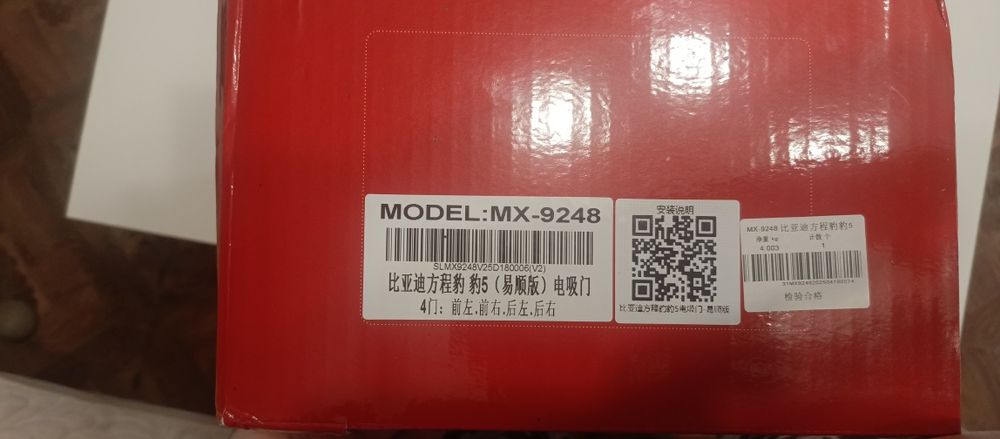 MODEL:MX-9248
SLMX9248V25D180006(V2)
比亚迪方程豹 豹5（易顺版）电吸门
4门：前左.前右.后左.后右
安装说明
比亚迪方程豹豹5电吸门-易顺版
MX-9248 比亚迪方程豹豹5
净重 kg 计数 个
4.003 1
检验合格